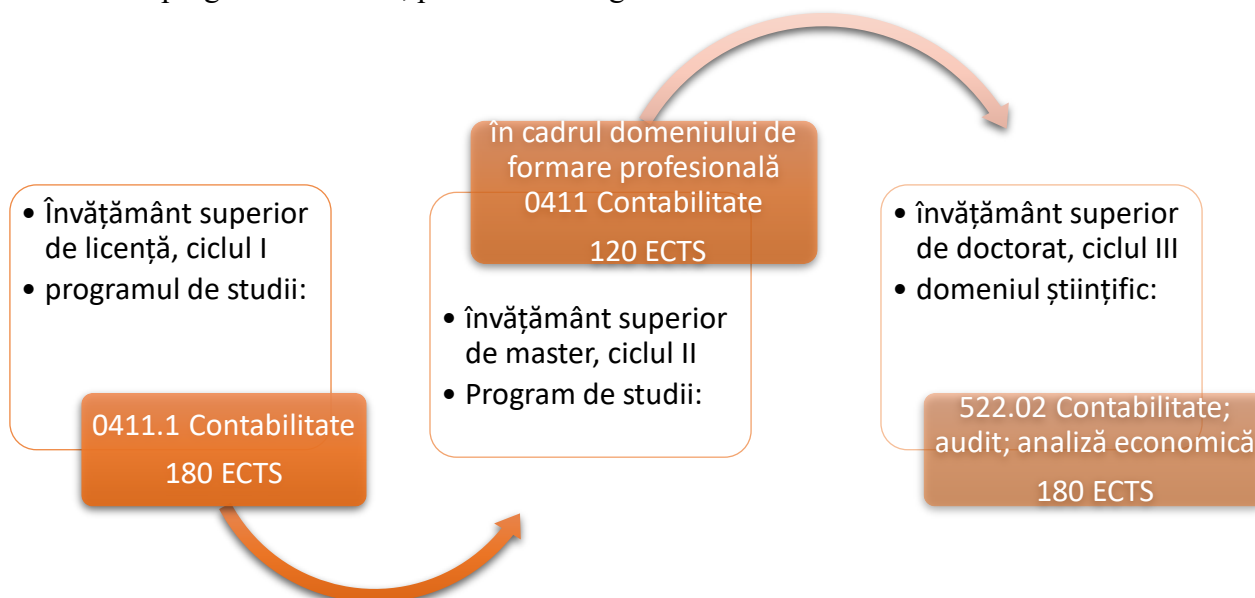 • Învățământ superior
de licență, ciclul I
• programul de studii:
0411.1 Contabilitate
180 ECTS
în cadrul domeniului de
formare profesională
0411 Contabilitate
120 ECTS
• învățământ superior
de master, ciclul II
• Program de studii:
• învățământ superior
de doctorat, ciclul III
• domeniul științific:
522.02 Contabilitate;
audit; analiză economică
180 ECTS